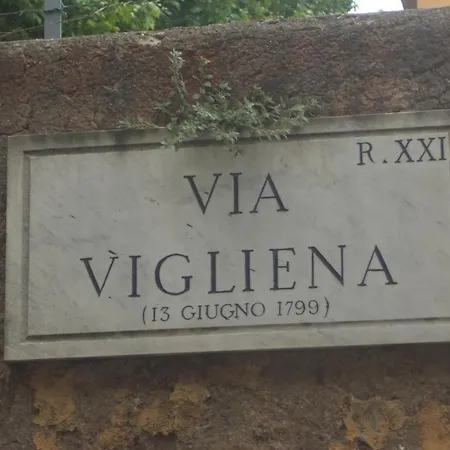 R. XXI
VIA
VIGLIENA
(13 GIUGNO 1799)